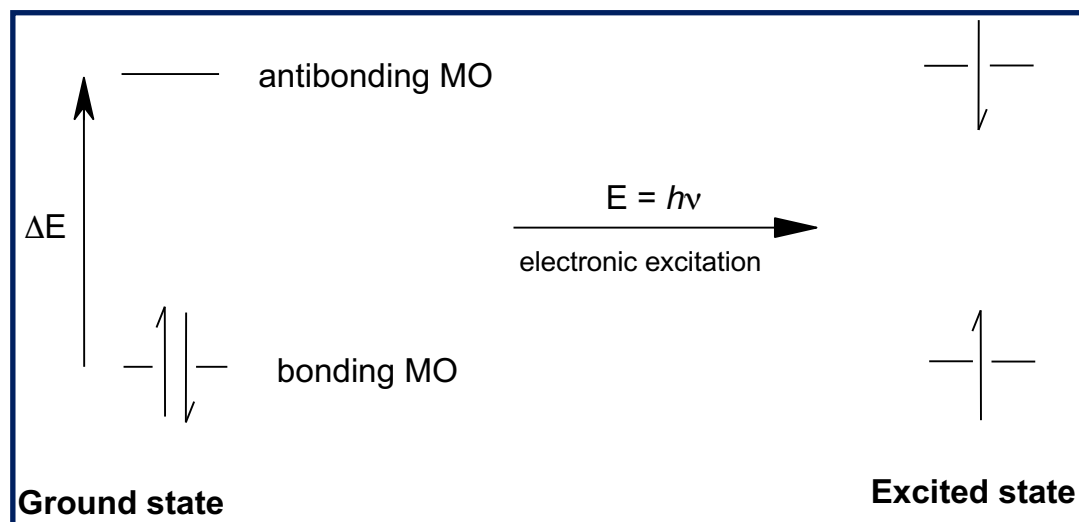 antibonding MO
ΔE
E = hν
electronic excitation
bonding MO
Ground state
Excited state